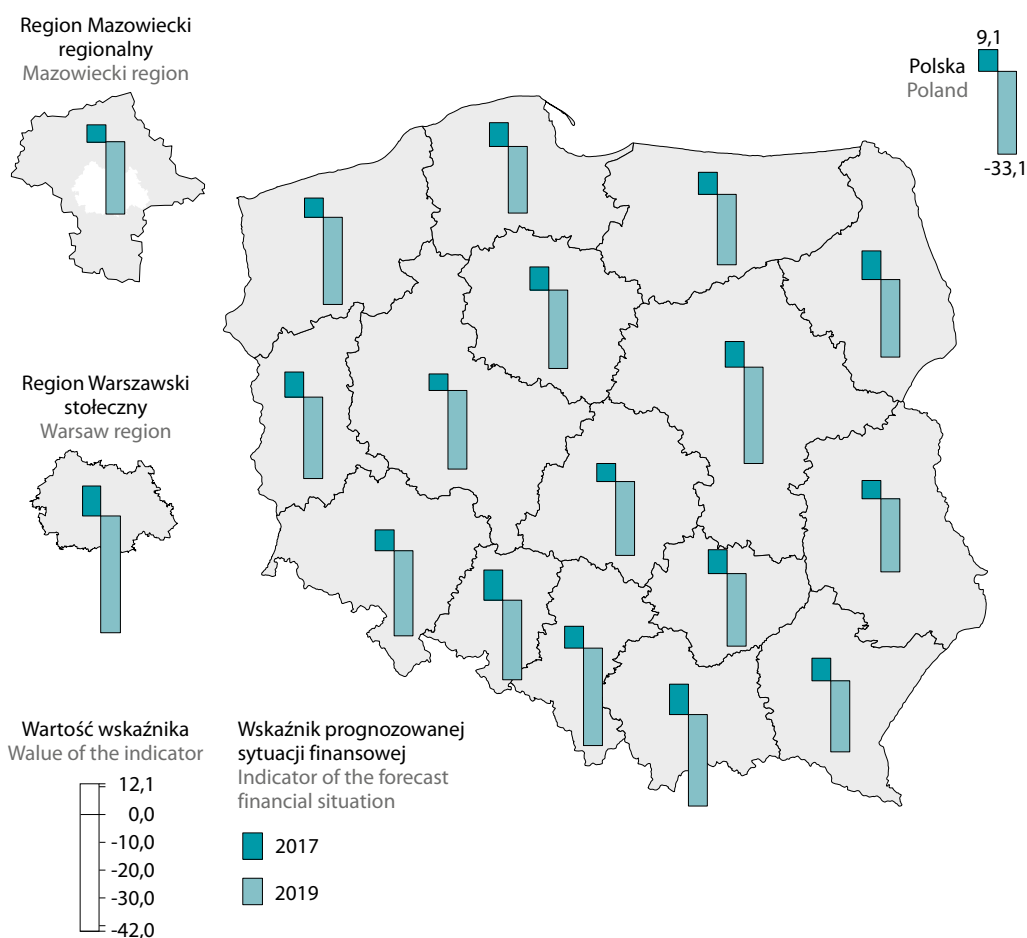 Region Mazowiecki
regionalny
Mazowiecki region
9,1
Polska
Poland
-33,1
Region Warszawski
stołeczny
Warsaw region
Wartość wskaźnika
Walue of the indicator
12,1
0,0
-10,0
-20,0
-30,0
-42,0
Wskaźnik prognozowanej
sytuacji finansowej
Indicator of the forecast
financial situation
2017
2019